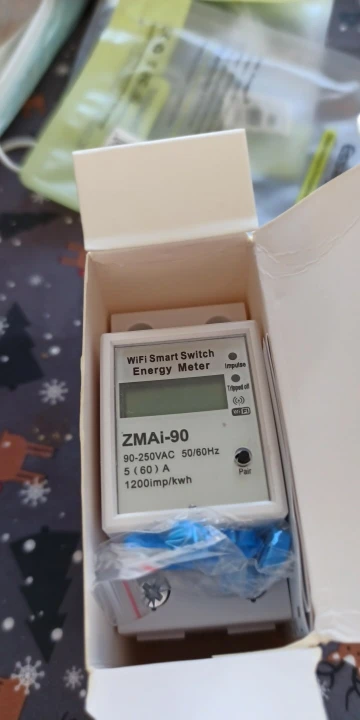 WiFi Smart Switch
Energy Meter
Impulse
Tripped off
WiFi
ZMAi-90
90-250VAC 50/60Hz
5(60)A
1200imp/kwh
Pair